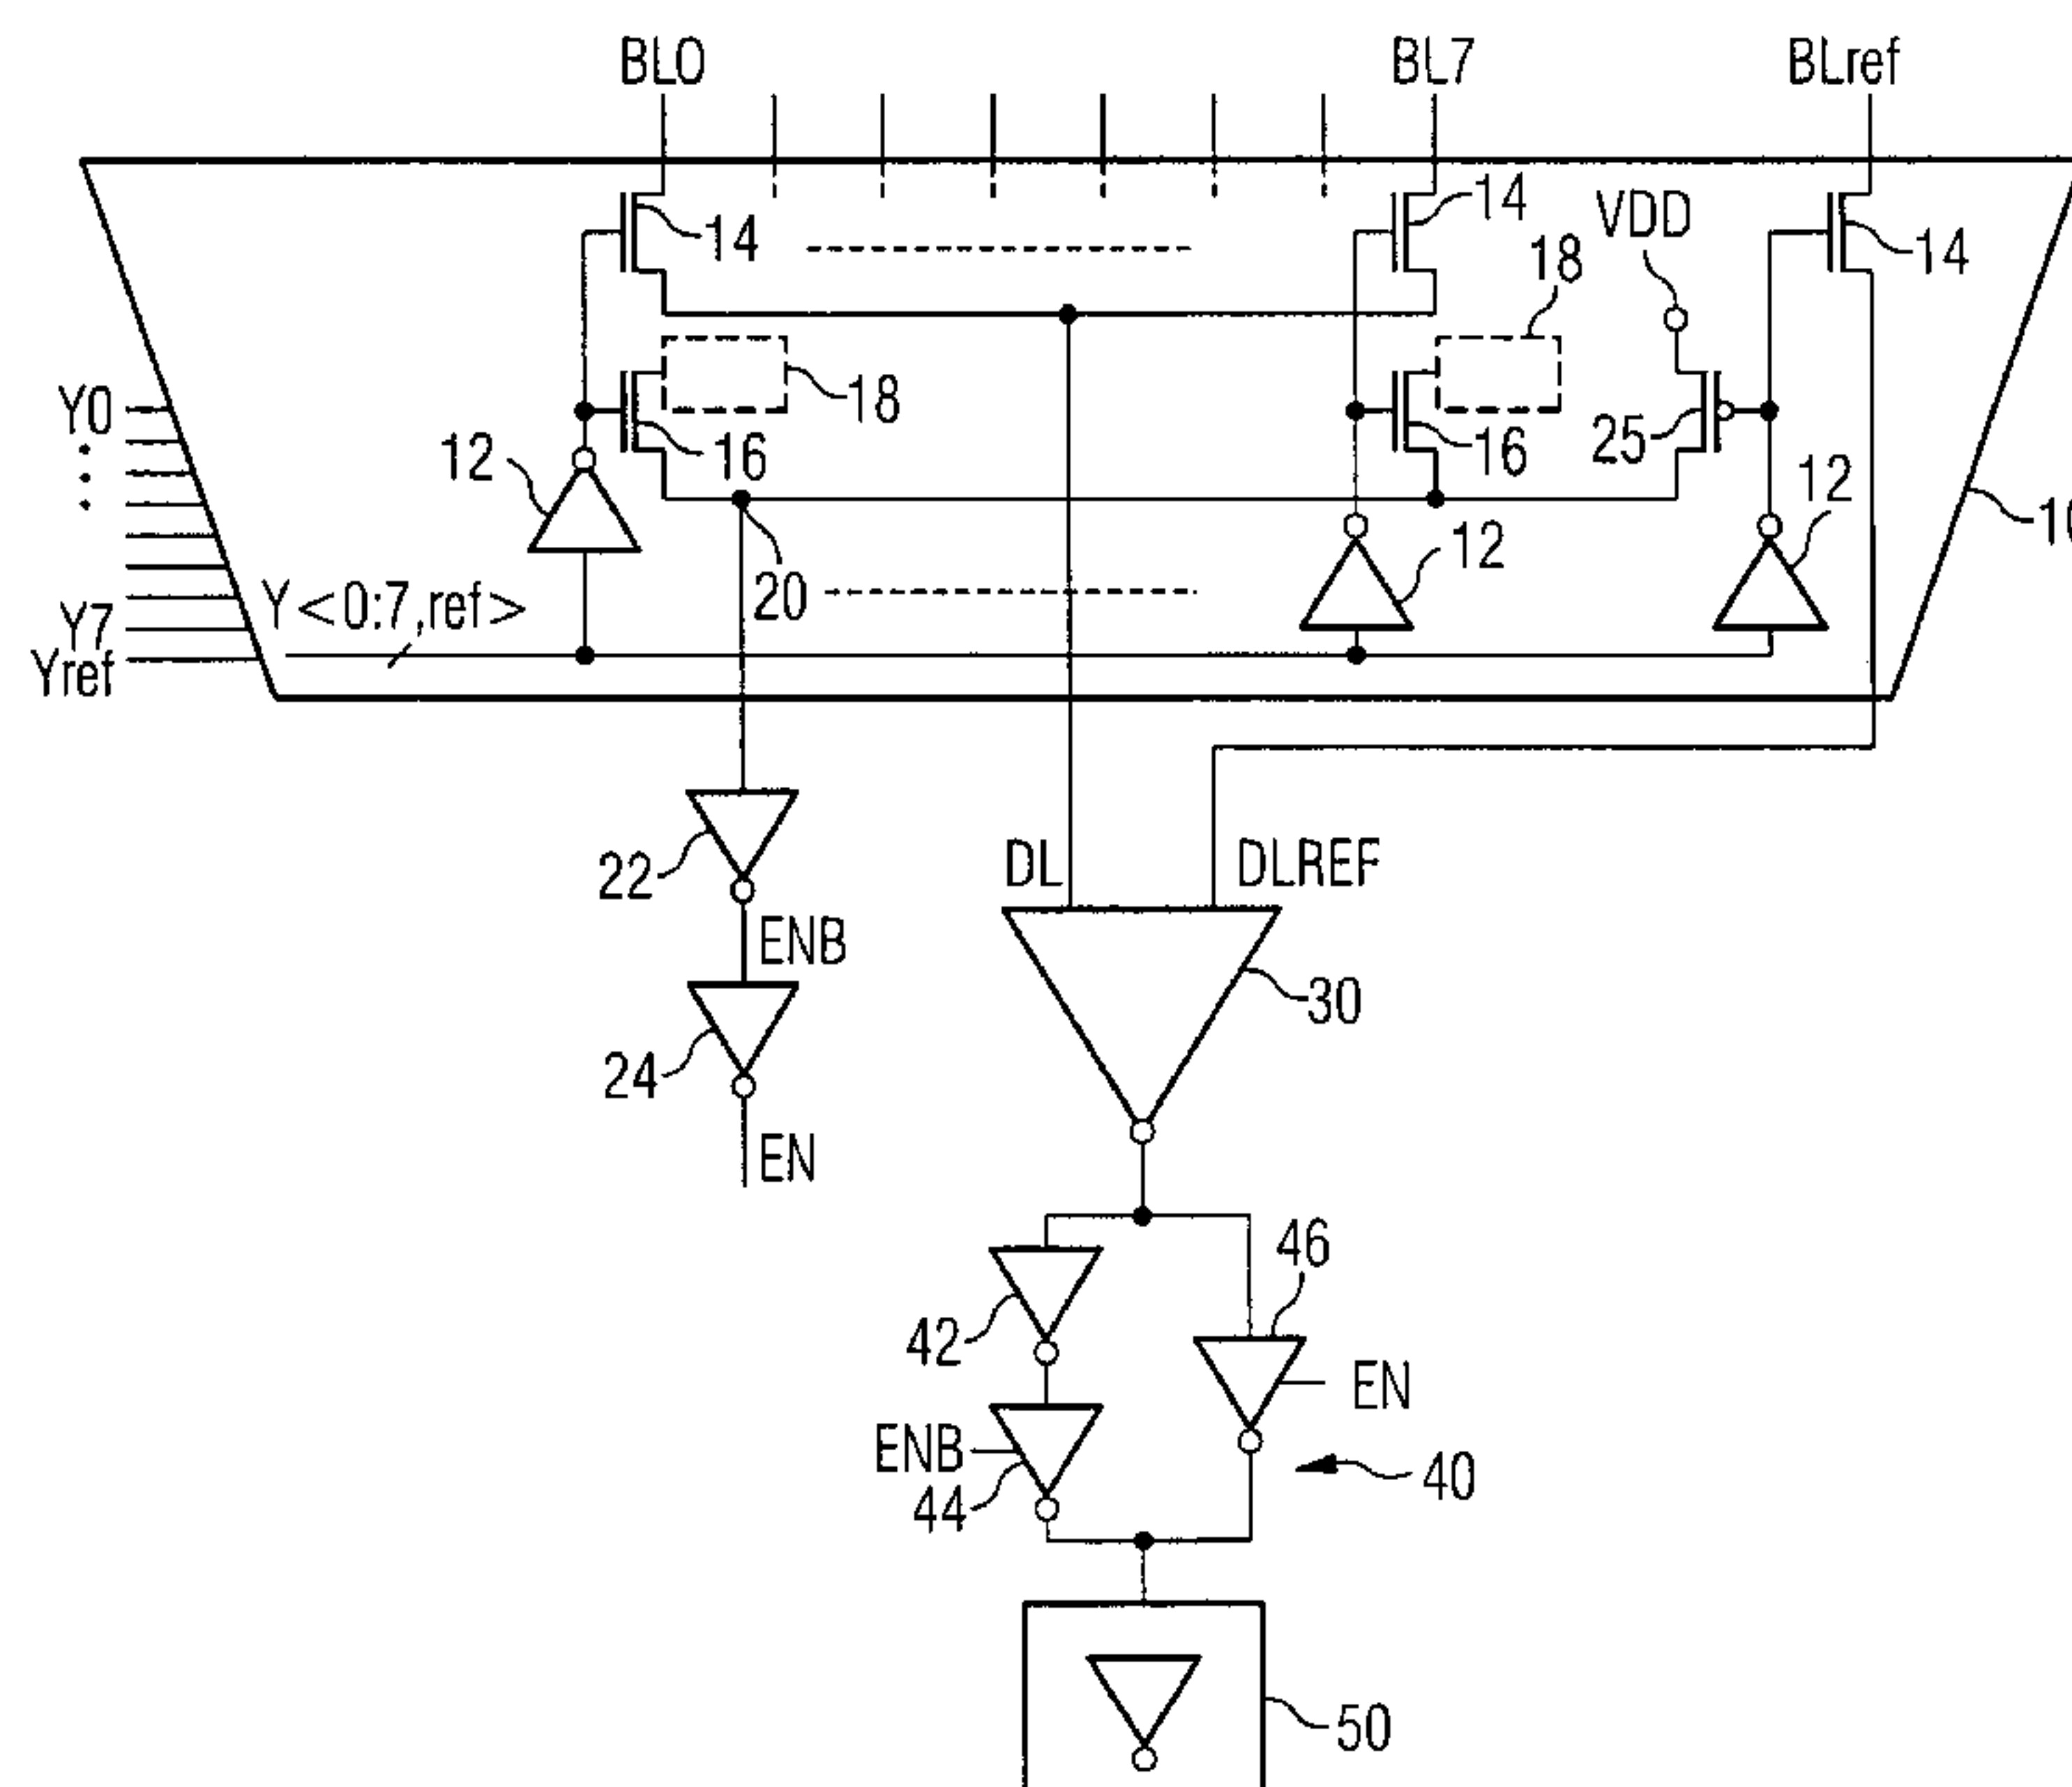 BL0 BL7 BLref
14 14 VDD 14
18
Y0 18
12 16 16 25 12
20 12
Y<0:7,ref>
Y7
Yref
22 DL DLREF
ENB
30
24
EN
46
42
EN
ENB
40
44
50